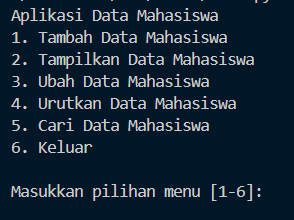 Aplikasi Data Mahasiswa
1. Tambah Data Mahasiswa
2. Tampilkan Data Mahasiswa
3. Ubah Data Mahasiswa
4. Urutkan Data Mahasiswa
5. Cari Data Mahasiswa
6. Keluar
Masukkan pilihan menu [1-6]: